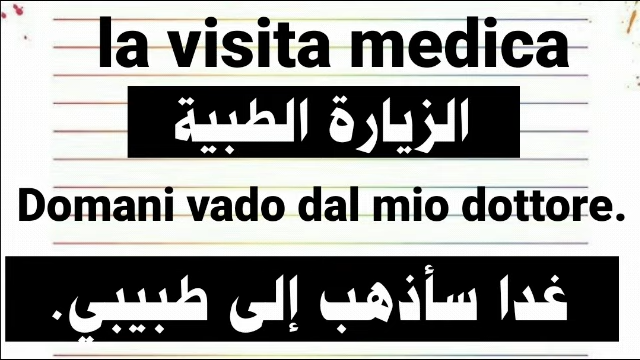 la visita medica
الزيارة الطبية
Domani vado dal mio dottore.
غدا سأذهب إلى طبيبي.